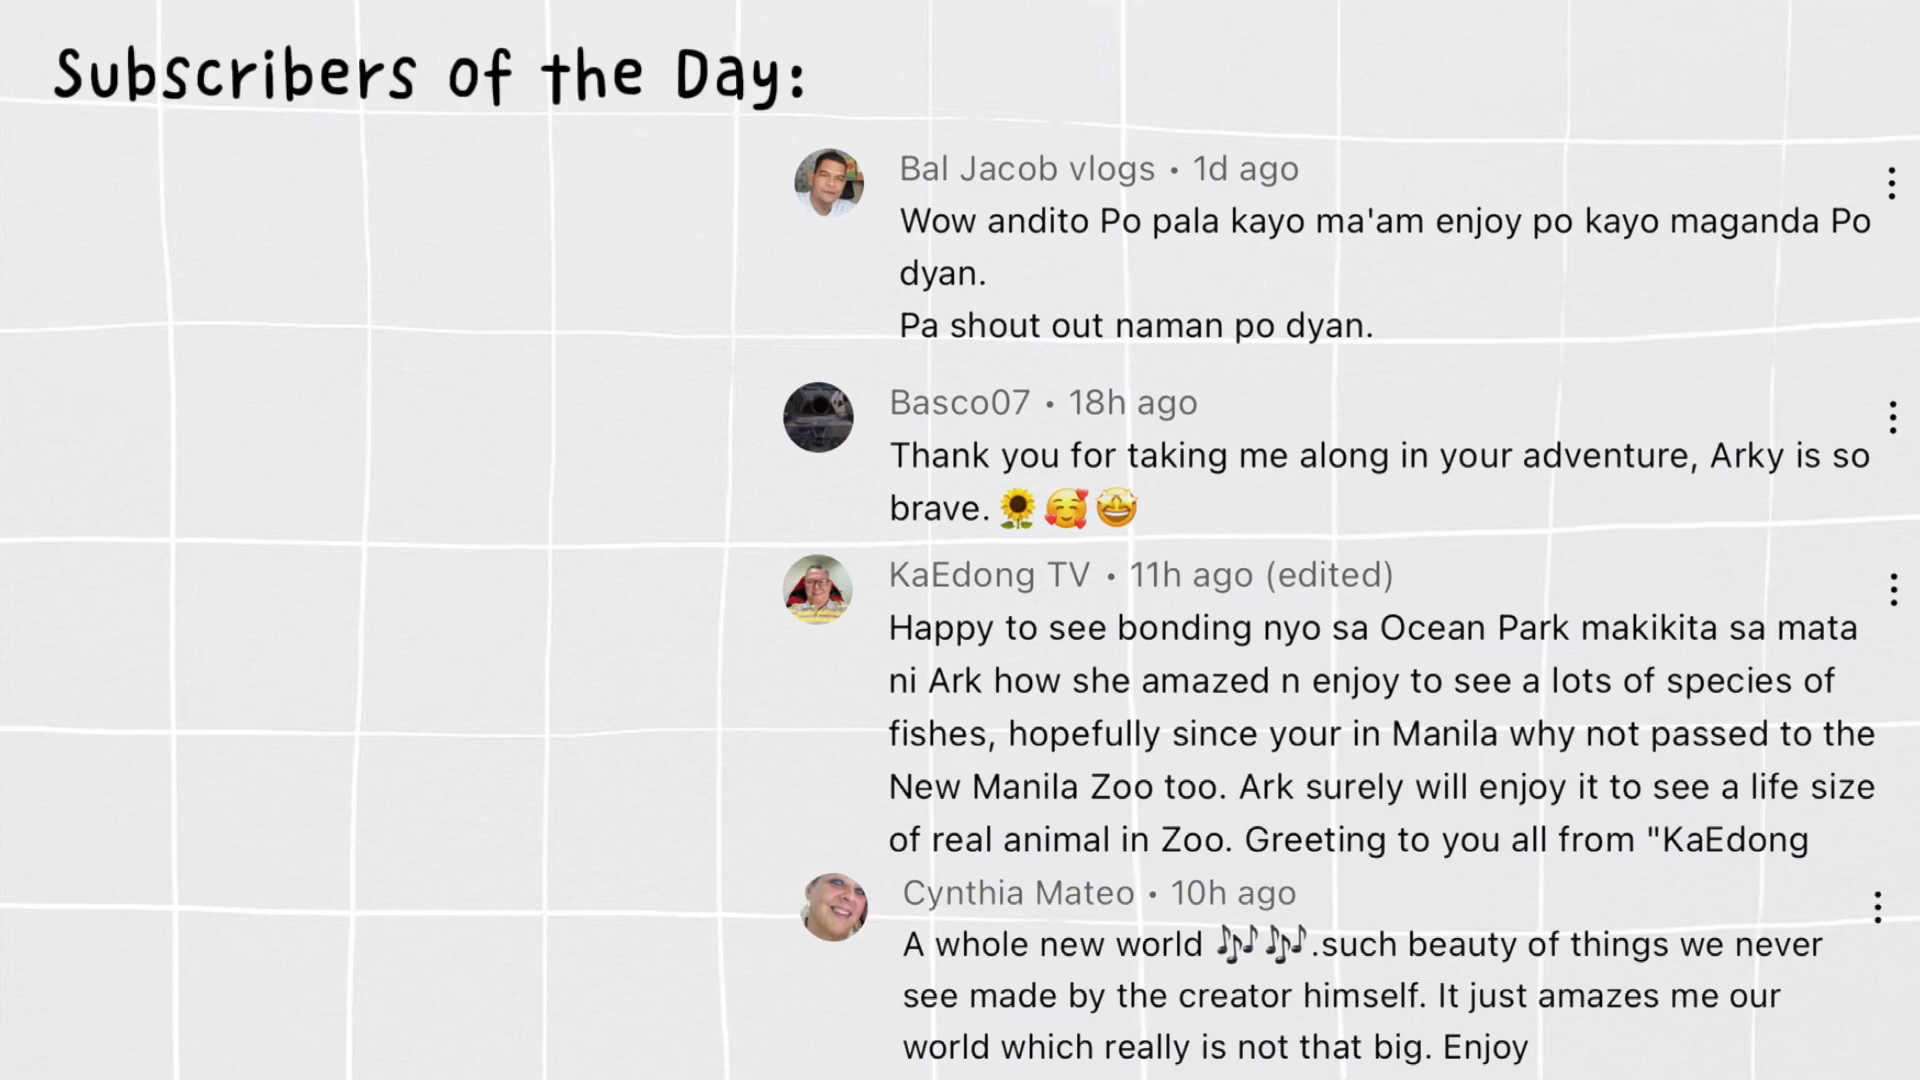 Subscribers of the Day:
Bal Jacob vlogs • 1d ago
Wow andito Po pala kayo ma'am enjoy po kayo maganda Po
dyan.
Pa shout out naman po dyan.
Basco07 • 18h ago
Thank you for taking me along in your adventure, Arky is so
brave.🌻🥰🤩
KaEdong TV • 11h ago (edited)
Happy to see bonding nyo sa Ocean Park makikita sa mata
ni Ark how she amazed n enjoy to see a lots of species of
fishes, hopefully since your in Manila why not passed to the
New Manila Zoo too. Ark surely will enjoy it to see a life size
of real animal in Zoo. Greeting to you all from "KaEdong
Cynthia Mateo • 10h ago
A whole new world 🎶🎶.such beauty of things we never
see made by the creator himself. It just amazes me our
world which really is not that big. Enjoy